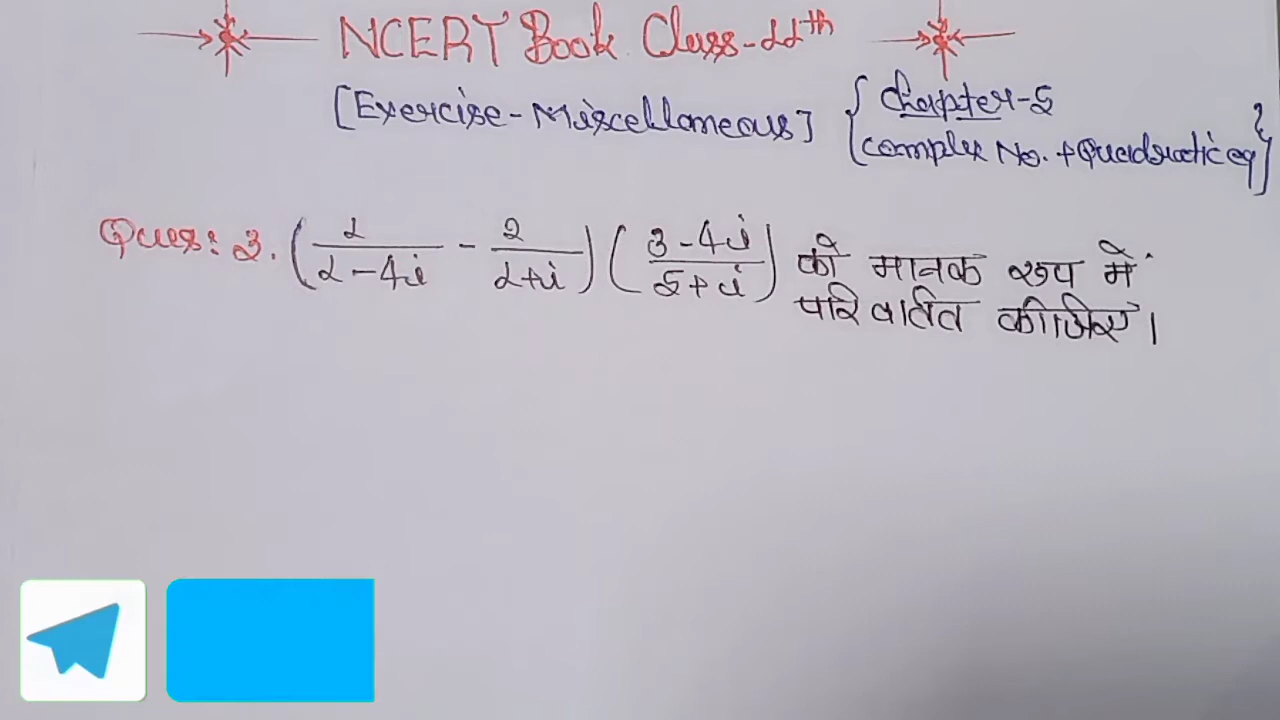 NCERT Book Class-11th
[Exercise-Miscellaneous] { Chapter-5
complex No. + Quadratic eq }
Ques: 3. (1/(1-4i) - 2/(1+i)) ((3-4i)/(5+i)) को मानक रूप में
परिवर्तित कीजिए।